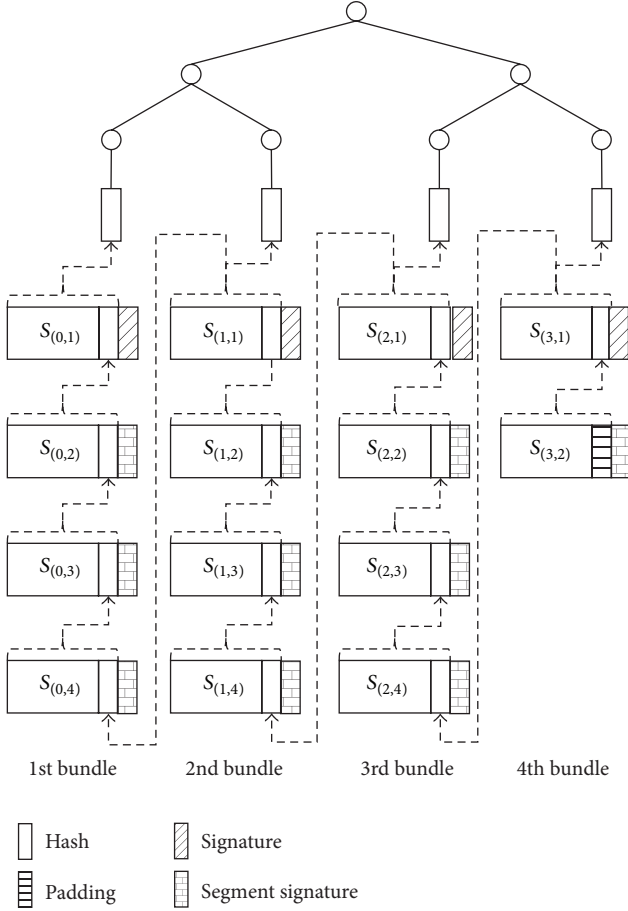 S(0,1) S(1,1) S(2,1) S(3,1)
S(0,2) S(1,2) S(2,2) S(3,2)
S(0,3) S(1,3) S(2,3)
S(0,4) S(1,4) S(2,4)
1st bundle 2nd bundle 3rd bundle 4th bundle
Hash Signature
Padding Segment signature